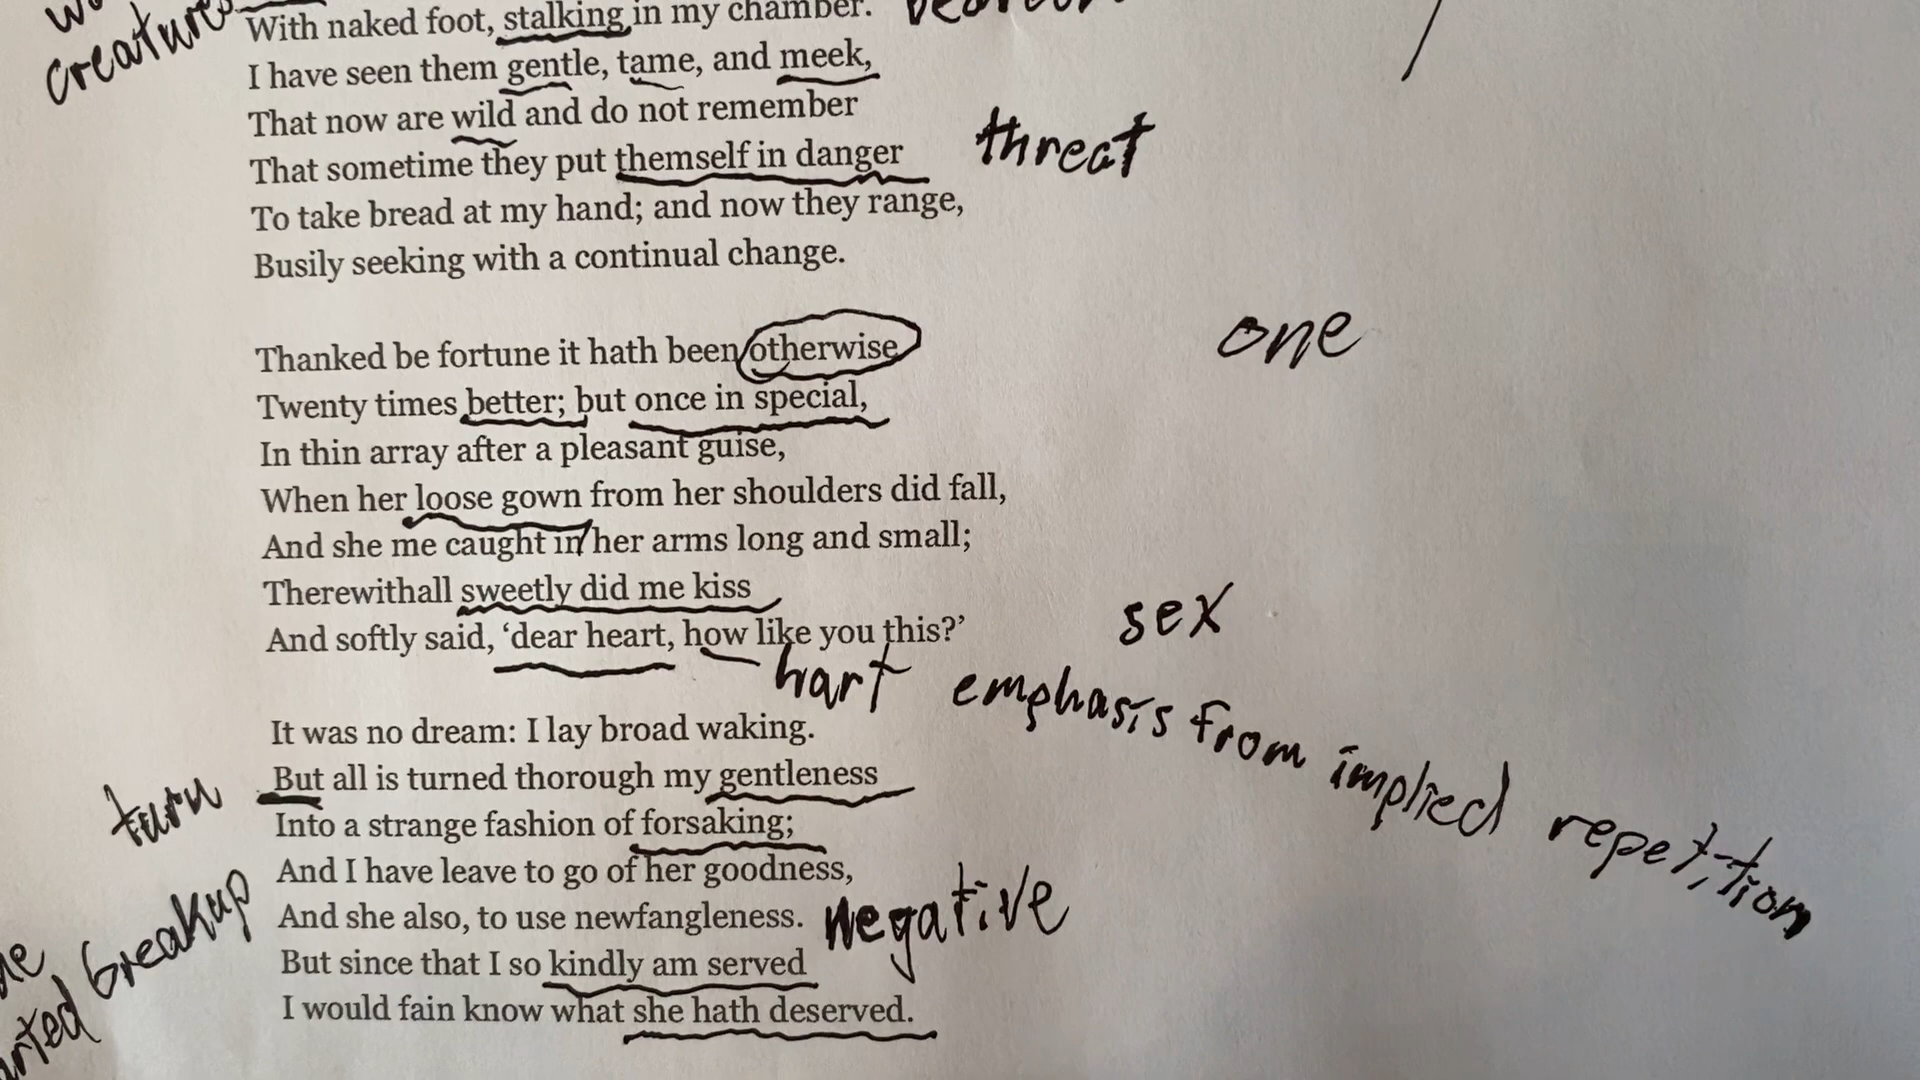 creature
With naked foot, stalking in my chamber.
I have seen them gentle, tame, and meek,
That now are wild and do not remember
That sometime they put themself in danger
threat
To take bread at my hand; and now they range,
Busily seeking with a continual change.
Thanked be fortune it hath been otherwise
one
Twenty times better; but once in special,
In thin array after a pleasant guise,
When her loose gown from her shoulders did fall,
And she me caught in her arms long and small;
Therewithall sweetly did me kiss
sex
And softly said, ‘dear heart, how like you this?’
hart emphasis from implied repetition
It was no dream: I lay broad waking.
turn
But all is turned thorough my gentleness
Into a strange fashion of forsaking;
And I have leave to go of her goodness,
And she also, to use newfangleness.
negative
breakup
But since that I so kindly am served
I would fain know what she hath deserved.